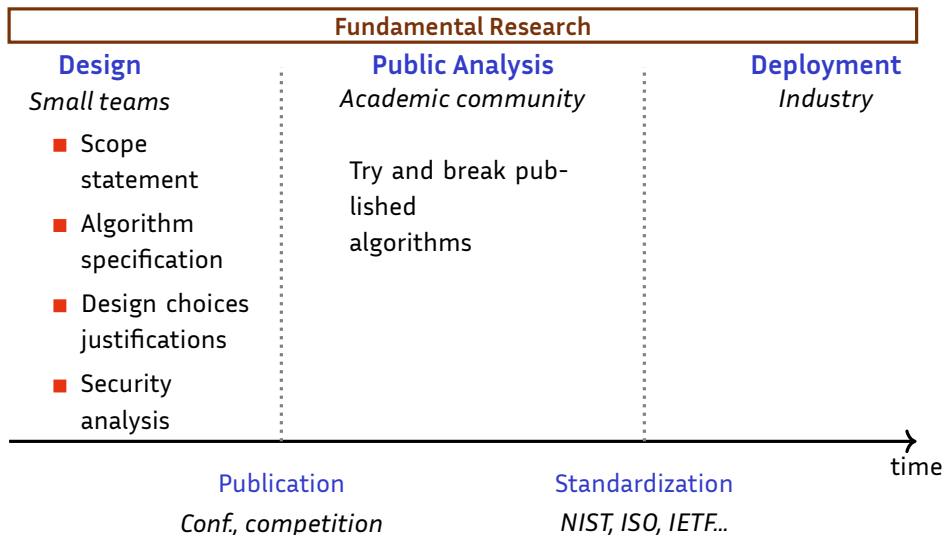 Fundamental Research
Design
Small teams
Scope
statement
Algorithm
specification
Design choices
justifications
Security
analysis
Public Analysis
Academic community
Try and break pub-
lished
algorithms
Deployment
Industry
time
Publication
Conf., competition
Standardization
NIST, ISO, IETF...